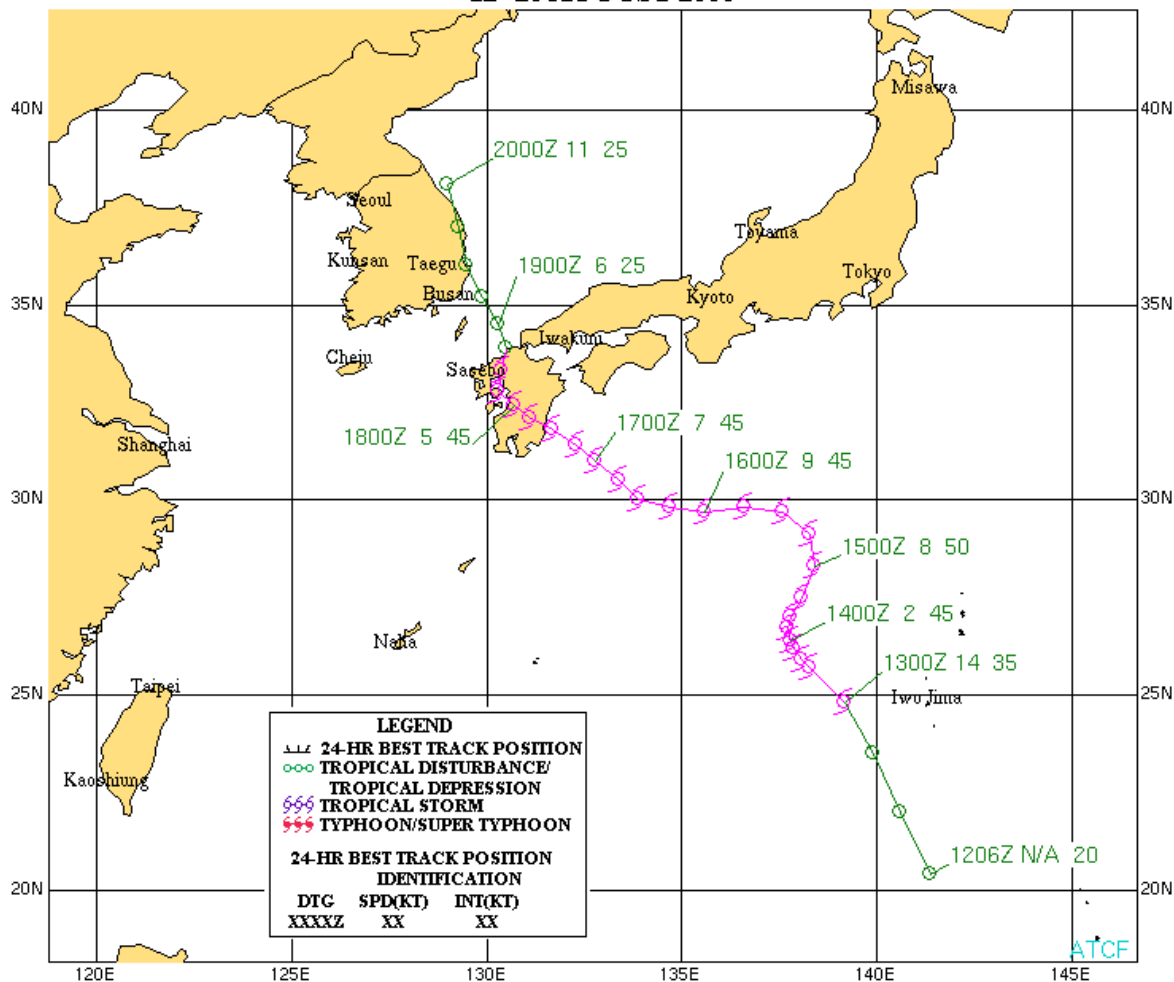 Misawa
40N
40N
2000Z 11 25
Seoul
Toyama
Kunsan
Taegu
1900Z 6 25
Tokyo
Busan
Kyoto
35N
35N
Iwakuni
Cheju
Sasebo
1700Z 7 45
1800Z 5 45
Shanghai
1600Z 9 45
30N
30N
1500Z 8 50
1400Z 2 45
Naha
1300Z 14 35
Taipei
25N
25N
Iwo Jima
LEGEND
24-HR BEST TRACK POSITION
TROPICAL DISTURBANCE/
TROPICAL DEPRESSION
TROPICAL STORM
TYPHOON/SUPER TYPHOON
24-HR BEST TRACK POSITION
IDENTIFICATION
DTG SPD(KT) INT(KT)
XXXXZ XX XX
Kaoshiung
1206Z N/A 20
20N
20N
ATCF
120E
125E
130E
135E
140E
145E